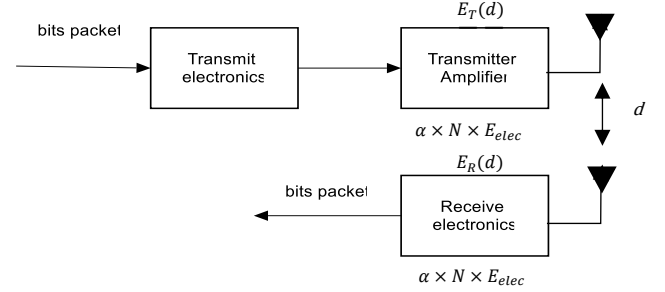 E_T(d)
bits packet
Transmit
electronics
Transmitter
Amplifier
d
α × N × E_elec
E_R(d)
bits packet
Receive
electronics
α × N × E_elec